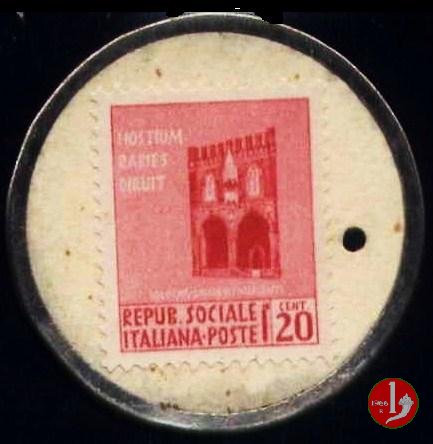 HOSTIUM
RABIES
DIRUIT
REPUB. SOCIALE
ITALIANA·POSTE
CENT
20